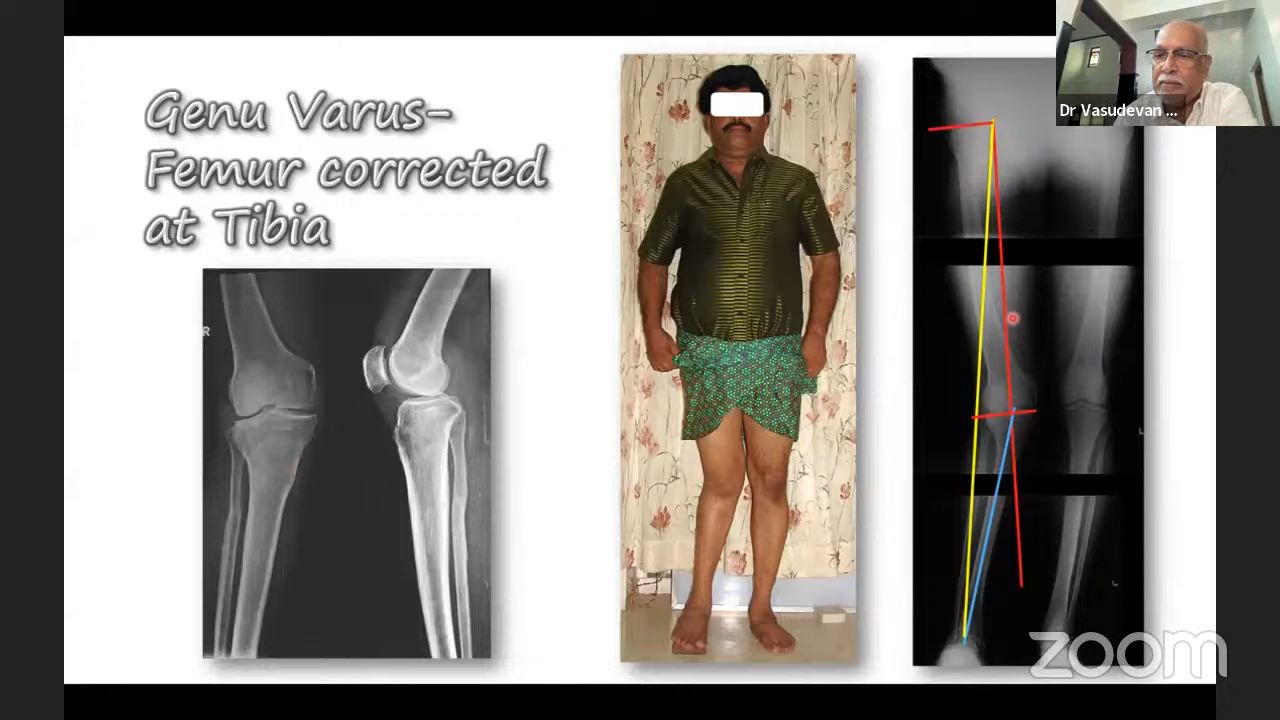 Genu Varus-
Femur corrected
at Tibia
Dr Vasudevan ...
R
L
zoom